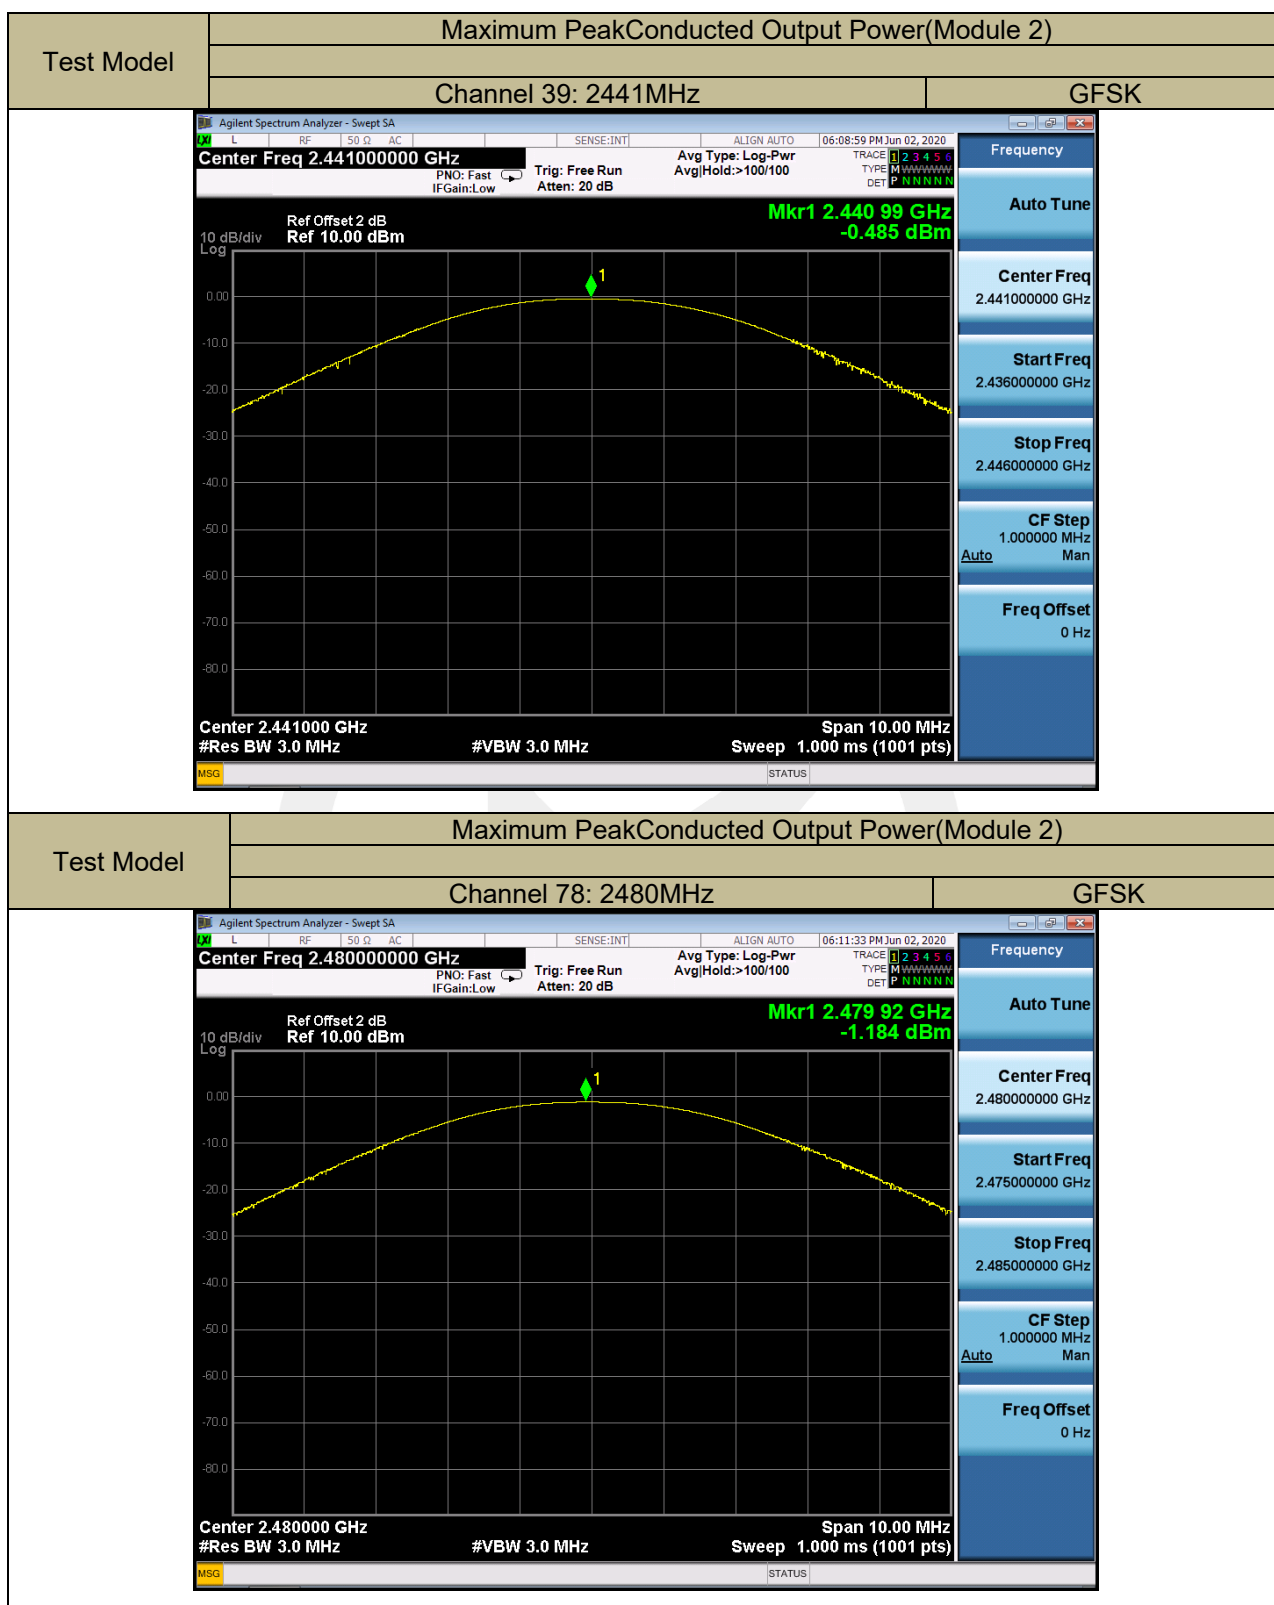 Test Model
Maximum PeakConducted Output Power(Module 2)
Channel 39: 2441MHz
GFSK
Agilent Spectrum Analyzer - Swept SA
LXI L RF 50 Ω AC SENSE:INT ALIGN AUTO 06:08:59 PM Jun 02, 2020
Center Freq 2.441000000 GHz
PNO: Fast
IFGain:Low
Trig: Free Run
Atten: 20 dB
Avg Type: Log-Pwr
Avg|Hold:>100/100
TRACE 1 2 3 4 5 6
TYPE M WWWWW
DET P N N N N N
Frequency
Auto Tune
Ref Offset 2 dB
10 dB/div Ref 10.00 dBm
Log
Mkr1 2.440 99 GHz
-0.485 dBm
1
0.00
-10.0
-20.0
-30.0
-40.0
-50.0
-60.0
-70.0
-80.0
Center Freq
2.441000000 GHz
Start Freq
2.436000000 GHz
Stop Freq
2.446000000 GHz
CF Step
1.000000 MHz
Auto Man
Freq Offset
0 Hz
Center 2.441000 GHz Span 10.00 MHz
#Res BW 3.0 MHz #VBW 3.0 MHz Sweep 1.000 ms (1001 pts)
MSG STATUS
Test Model
Maximum PeakConducted Output Power(Module 2)
Channel 78: 2480MHz
GFSK
Agilent Spectrum Analyzer - Swept SA
LXI L RF 50 Ω AC SENSE:INT ALIGN AUTO 06:11:33 PM Jun 02, 2020
Center Freq 2.480000000 GHz
PNO: Fast
IFGain:Low
Trig: Free Run
Atten: 20 dB
Avg Type: Log-Pwr
Avg|Hold:>100/100
TRACE 1 2 3 4 5 6
TYPE M WWWWW
DET P N N N N N
Frequency
Auto Tune
Ref Offset 2 dB
10 dB/div Ref 10.00 dBm
Log
Mkr1 2.479 92 GHz
-1.184 dBm
1
0.00
-10.0
-20.0
-30.0
-40.0
-50.0
-60.0
-70.0
-80.0
Center Freq
2.480000000 GHz
Start Freq
2.475000000 GHz
Stop Freq
2.485000000 GHz
CF Step
1.000000 MHz
Auto Man
Freq Offset
0 Hz
Center 2.480000 GHz Span 10.00 MHz
#Res BW 3.0 MHz #VBW 3.0 MHz Sweep 1.000 ms (1001 pts)
MSG STATUS